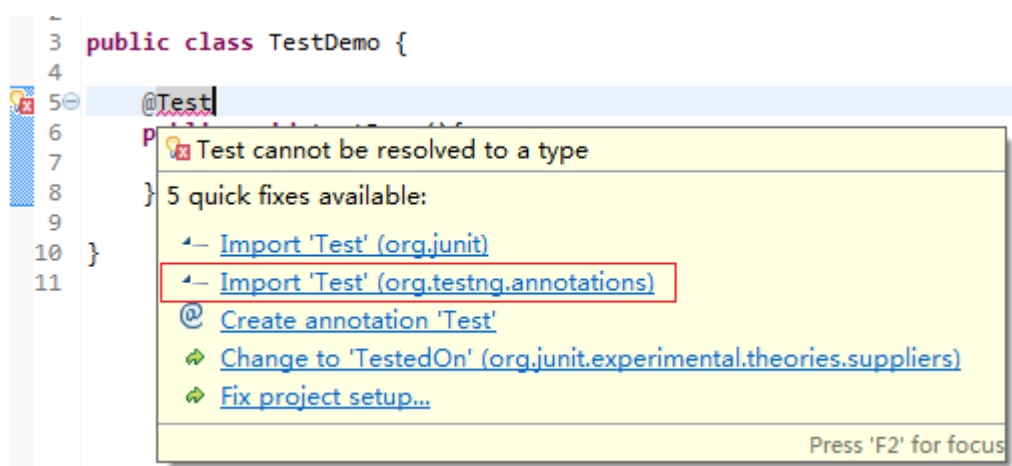 3 public class TestDemo {
4
5 @Test
6
7
8 }
9
10 }
11
Test cannot be resolved to a type
5 quick fixes available:
Import 'Test' (org.junit)
Import 'Test' (org.testng.annotations)
@ Create annotation 'Test'
Change to 'TestedOn' (org.junit.experimental.theories.suppliers)
Fix project setup...
Press 'F2' for focus